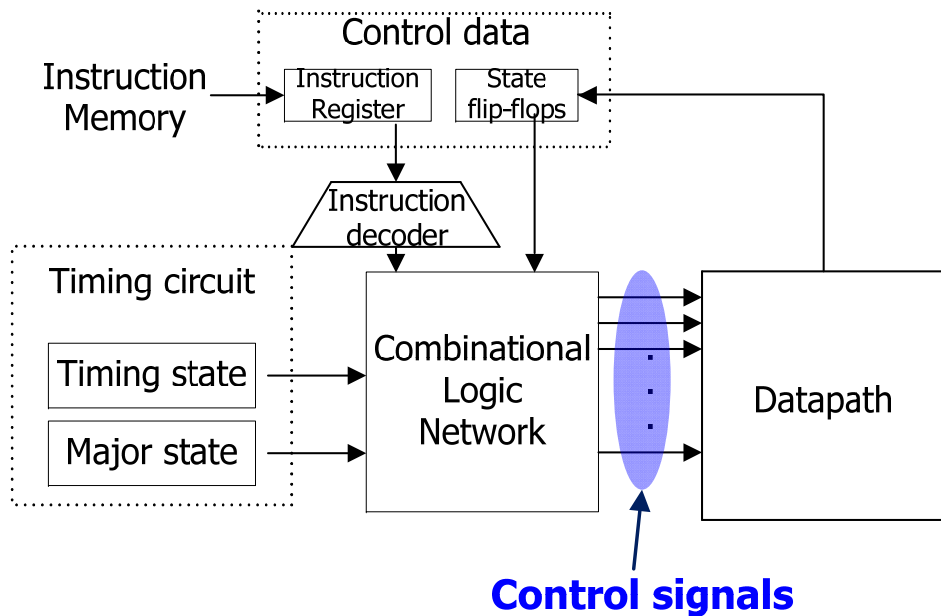 Control data
Instruction
Memory
Instruction
Register
State
flip-flops
Instruction
decoder
Timing circuit
Timing state
Major state
Combinational
Logic
Network
Datapath
Control signals